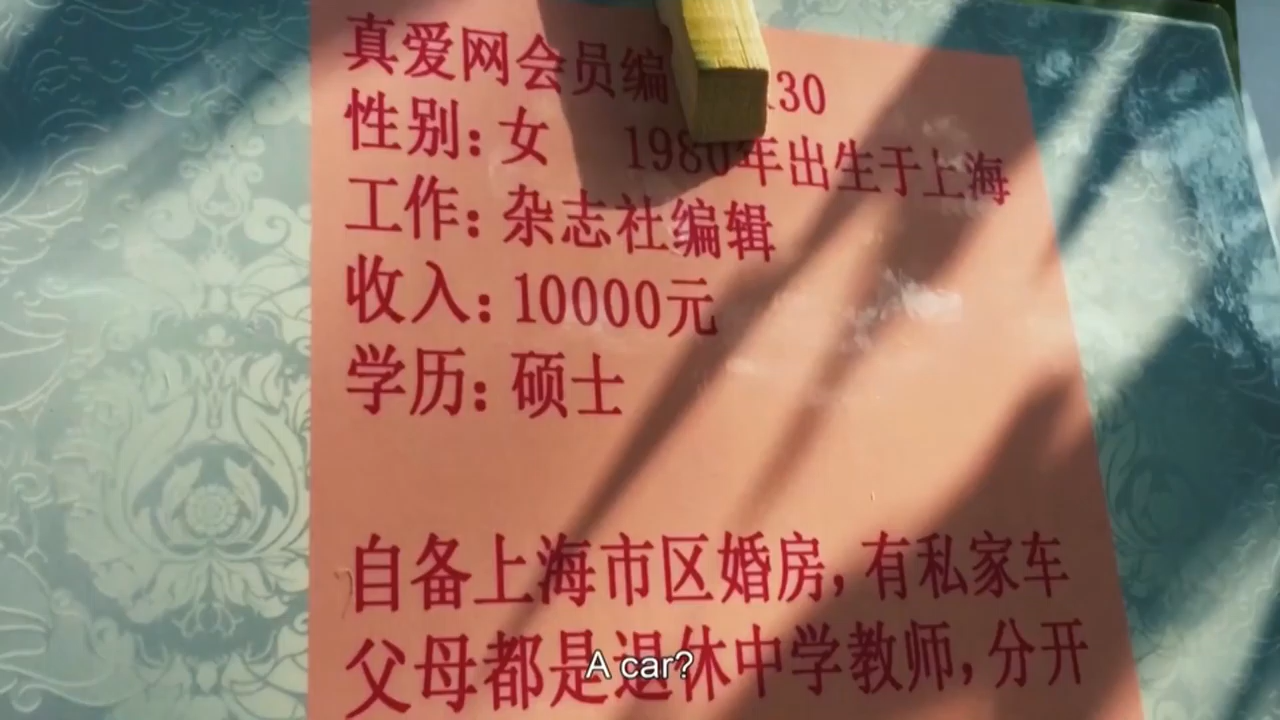 真爱网会员编 130
性别：女 1980年出生于上海
工作：杂志社编辑
收入：10000元
学历：硕士
自备上海市区婚房，有私家车
父母都是退休中学教师，分开
A car?